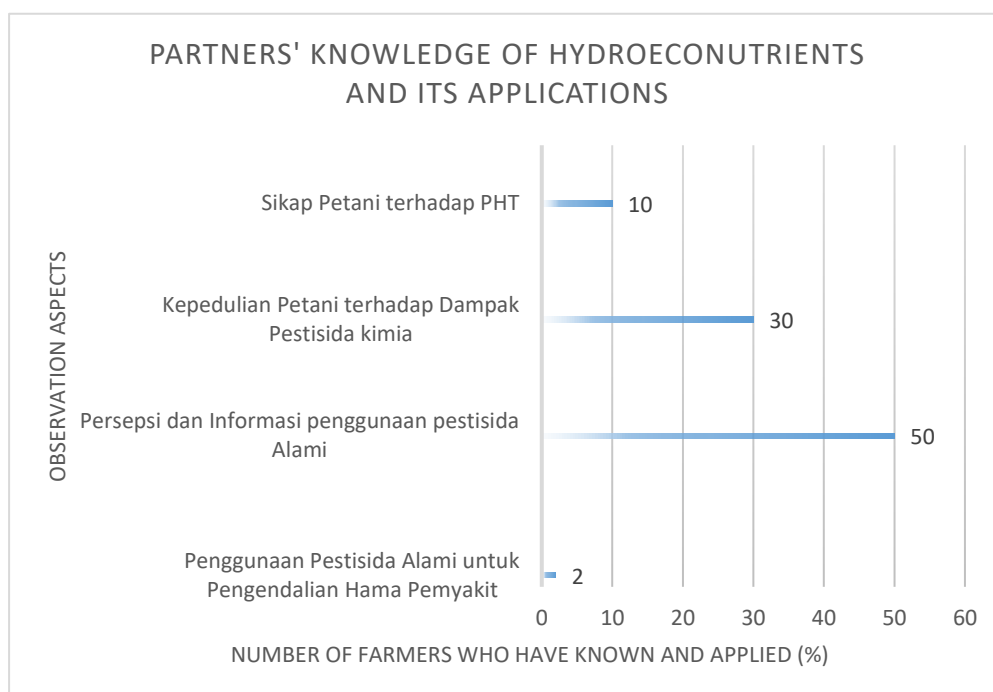 PARTNERS' KNOWLEDGE OF HYDROECONUTRIENTS
AND ITS APPLICATIONS
OBSERVATION ASPECTS
Sikap Petani terhadap PHT
10
Kepedulian Petani terhadap Dampak
Pestisida kimia
30
Persepsi dan Informasi penggunaan pestisida
Alami
50
Penggunaan Pestisida Alami untuk
Pengendalian Hama Pemyakit
2
0 10 20 30 40 50 60
NUMBER OF FARMERS WHO HAVE KNOWN AND APPLIED (%)